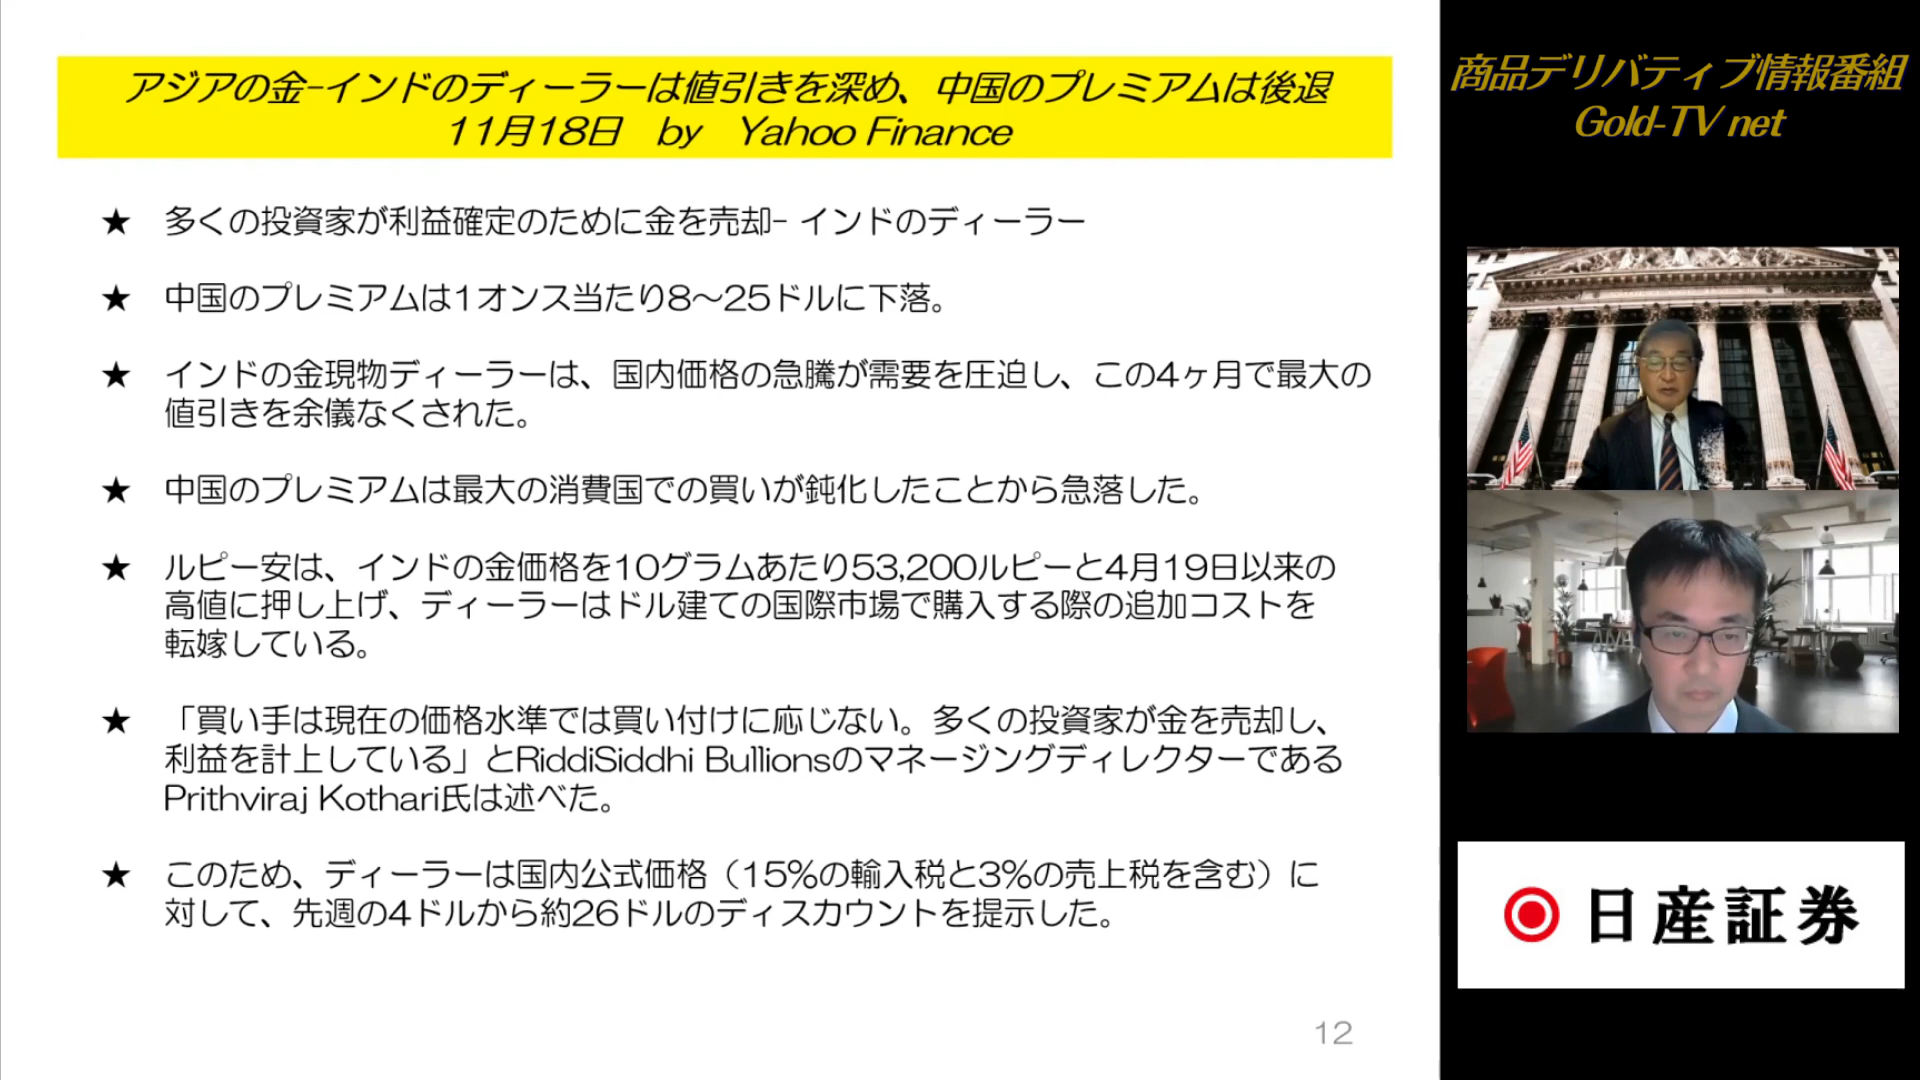 アジアの金-インドのディーラーは値引きを深め、中国のプレミアムは後退
11月18日　by　Yahoo Finance
★ 多くの投資家が利益確定のために金を売却- インドのディーラー
★ 中国のプレミアムは1オンス当たり8～25ドルに下落。
★ インドの金現物ディーラーは、国内価格の急騰が需要を圧迫し、この4ヶ月で最大の
値引きを余儀なくされた。
★ 中国のプレミアムは最大の消費国での買いが鈍化したことから急落した。
★ ルピー安は、インドの金価格を10グラムあたり53,200ルピーと4月19日以来の
高値に押し上げ、ディーラーはドル建ての国際市場で購入する際の追加コストを
転嫁している。
★ 「買い手は現在の価格水準では買い付けに応じない。多くの投資家が金を売却し、
利益を計上している」とRiddiSiddhi Bullionsのマネージングディレクターである
Prithviraj Kothari氏は述べた。
★ このため、ディーラーは国内公式価格（15%の輸入税と3%の売上税を含む）に
対して、先週の4ドルから約26ドルのディスカウントを提示した。
12
商品デリバティブ情報番組
Gold-TV net
日産証券